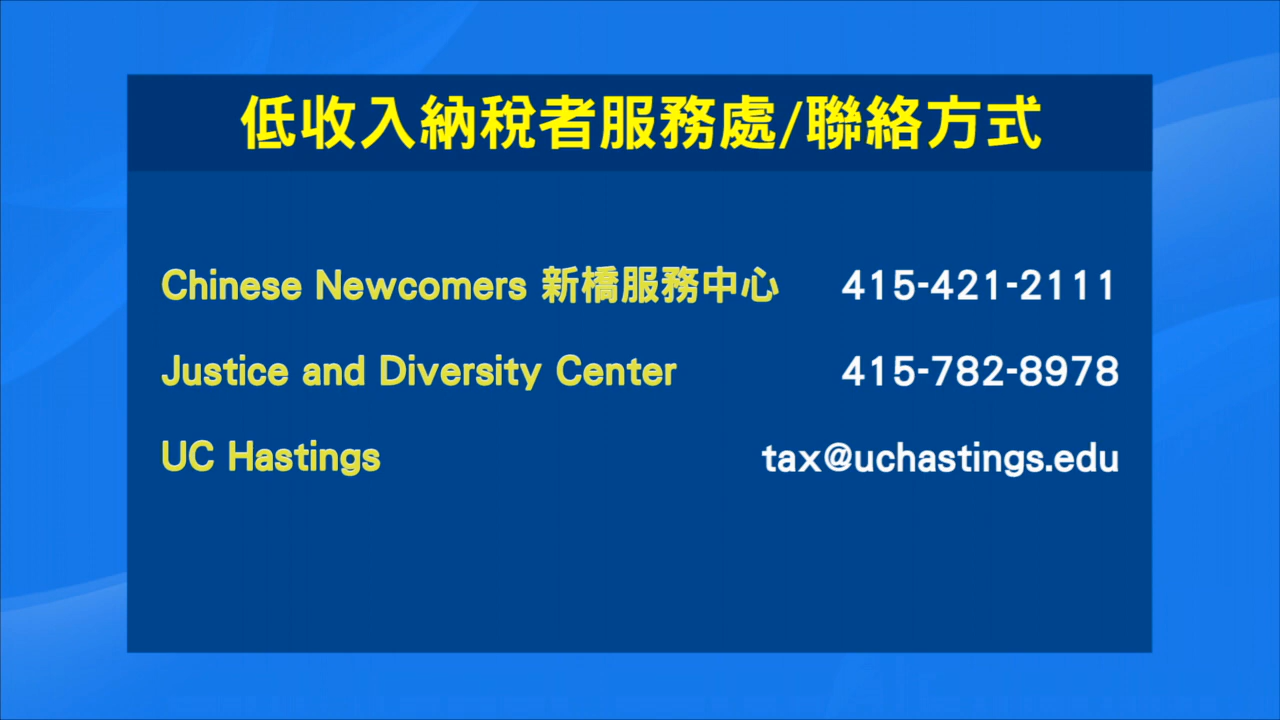 低收入納稅者服務處/聯絡方式
Chinese Newcomers 新橋服務中心 415-421-2111
Justice and Diversity Center 415-782-8978
UC Hastings tax@uchastings.edu